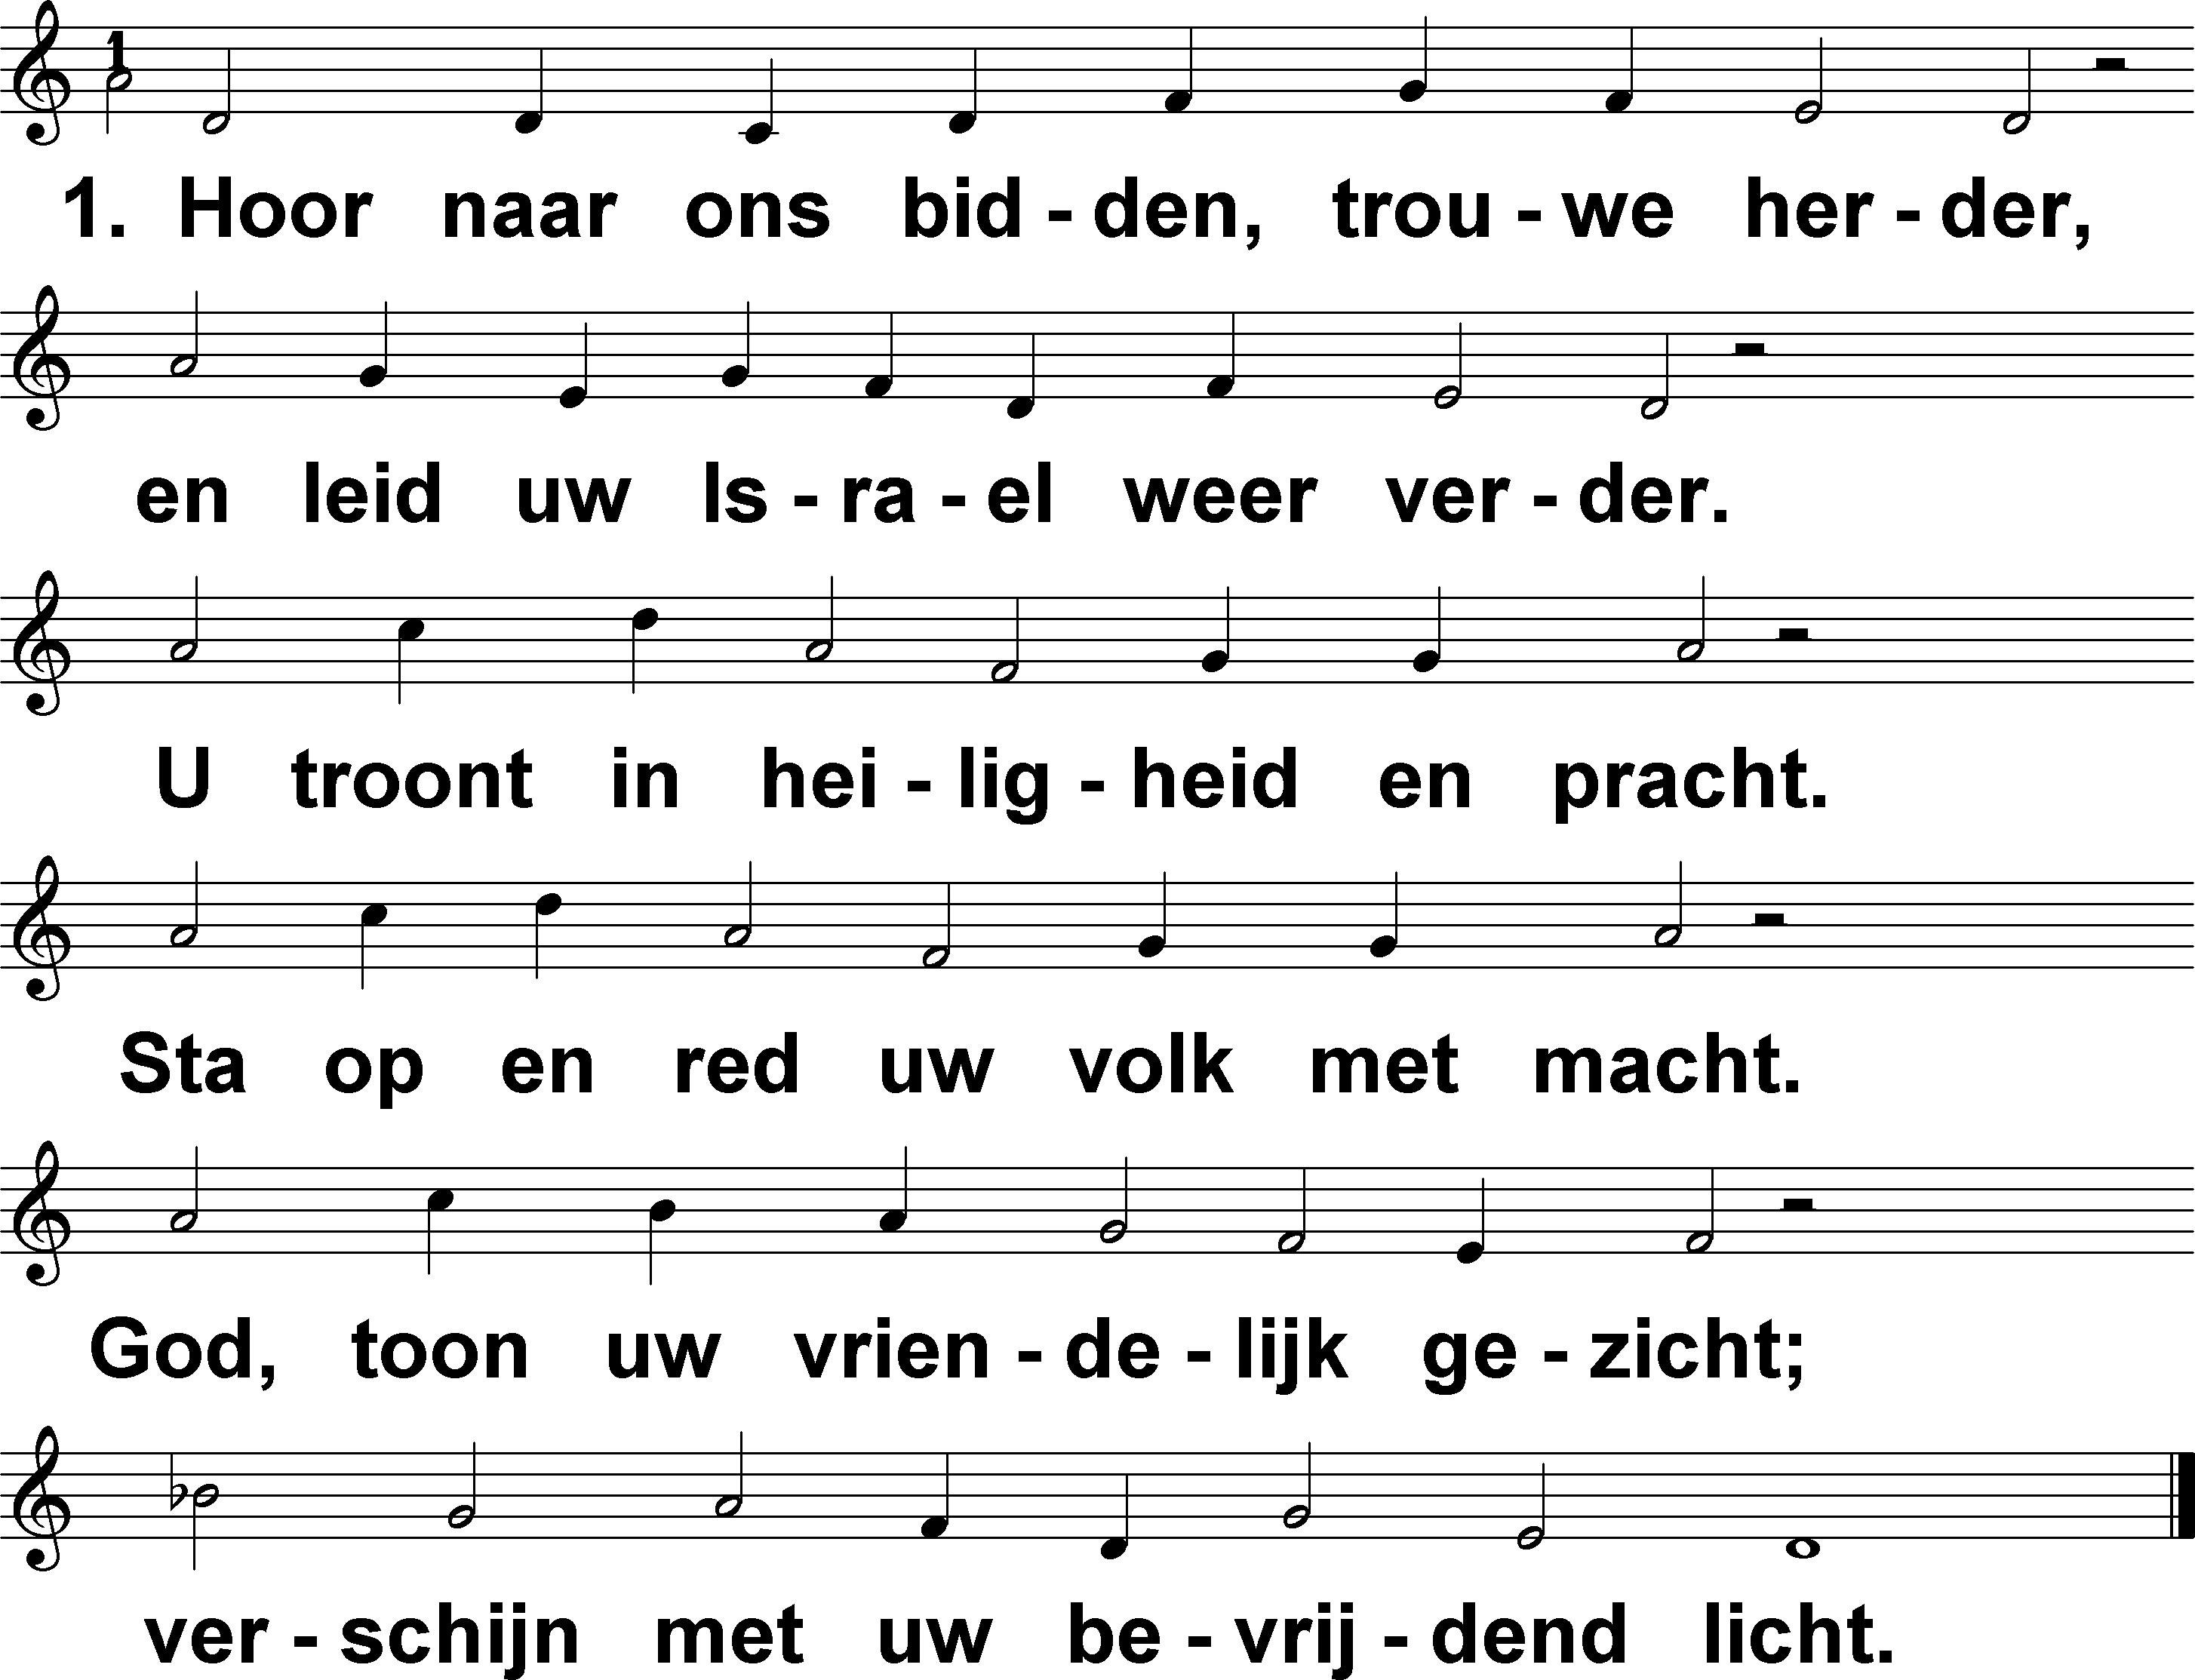 1
1. Hoor naar ons bid - den, trou - we her - der,
en leid uw Is - ra - el weer ver - der.
U troont in hei - lig - heid en pracht.
Sta op en red uw volk met macht.
God, toon uw vrien - de - lijk ge - zicht;
ver - schijn met uw be - vrij - dend licht.